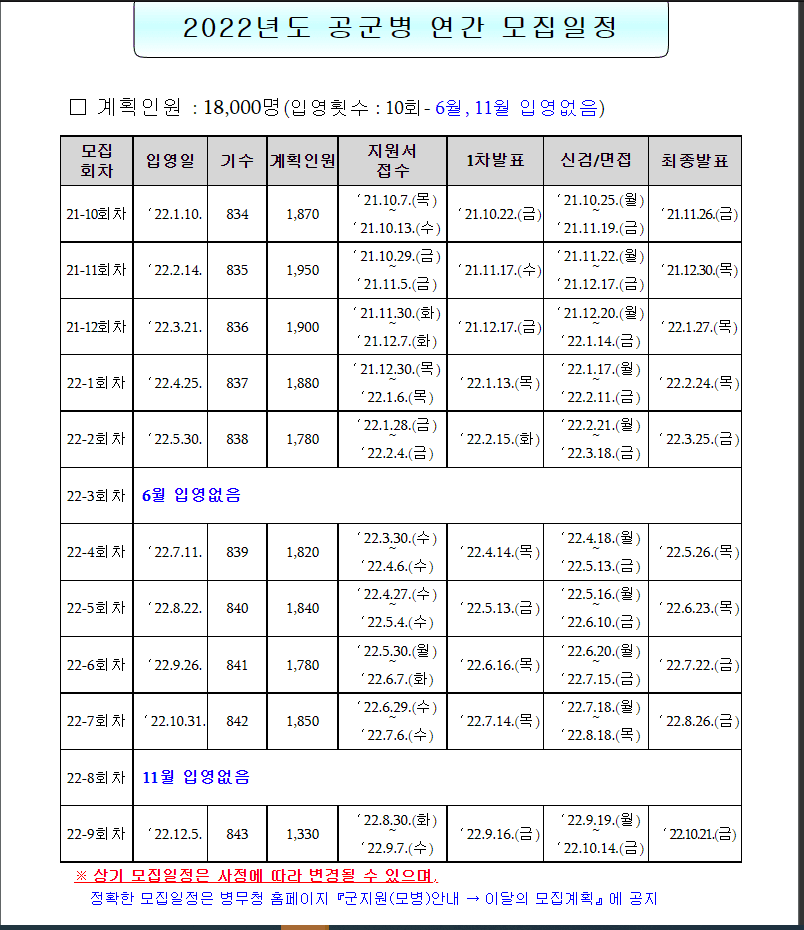 2022년도 공군병 연간 모집일정
□ 계획인원 : 18,000명(입영횟수 : 10회- 6월, 11월 입영없음)
모집회차 입영일 기수 계획인원 지원서접수 1차발표 신검/면접 최종발표
21-10회차 ‘22.1.10. 834 1,870 ‘21.10.7.(목) ~ ‘21.10.13.(수) ‘21.10.22.(금) ‘21.10.25.(월) ~ ‘21.11.19.(금) ‘21.11.26.(금)
21-11회차 ‘22.2.14. 835 1,950 ‘21.10.29.(금) ~ ‘21.11.5.(금) ‘21.11.17.(수) ‘21.11.22.(월) ~ ‘21.12.17.(금) ‘21.12.30.(목)
21-12회차 ‘22.3.21. 836 1,900 ‘21.11.30.(화) ~ ‘21.12.7.(화) ‘21.12.17.(금) ‘21.12.20.(월) ~ ‘22.1.14.(금) ‘22.1.27.(목)
22-1회차 ‘22.4.25. 837 1,880 ‘21.12.30.(목) ~ ‘22.1.6.(목) ‘22.1.13.(목) ‘22.1.17.(월) ~ ‘22.2.11.(금) ‘22.2.24.(목)
22-2회차 ‘22.5.30. 838 1,780 ‘22.1.28.(금) ~ ‘22.2.4.(금) ‘22.2.15.(화) ‘22.2.21.(월) ~ ‘22.3.18.(금) ‘22.3.25.(금)
22-3회차 6월 입영없음
22-4회차 ‘22.7.11. 839 1,820 ‘22.3.30.(수) ~ ‘22.4.6.(수) ‘22.4.14.(목) ‘22.4.18.(월) ~ ‘22.5.13.(금) ‘22.5.26.(목)
22-5회차 ‘22.8.22. 840 1,840 ‘22.4.27.(수) ~ ‘22.5.4.(수) ‘22.5.13.(금) ‘22.5.16.(월) ~ ‘22.6.10.(금) ‘22.6.23.(목)
22-6회차 ‘22.9.26. 841 1,780 ‘22.5.30.(월) ~ ‘22.6.7.(화) ‘22.6.16.(목) ‘22.6.20.(월) ~ ‘22.7.15.(금) ‘22.7.22.(금)
22-7회차 ‘22.10.31. 842 1,850 ‘22.6.29.(수) ~ ‘22.7.6.(수) ‘22.7.14.(목) ‘22.7.18.(월) ~ ‘22.8.18.(목) ‘22.8.26.(금)
22-8회차 11월 입영없음
22-9회차 ‘22.12.5. 843 1,330 ‘22.8.30.(화) ~ ‘22.9.7.(수) ‘22.9.16.(금) ‘22.9.19.(월) ~ ‘22.10.14.(금) ‘22.10.21.(금)
※ 상기 모집일정은 사정에 따라 변경될 수 있으며,
정확한 모집일정은 병무청 홈페이지 『군지원(모병)안내 → 이달의 모집계획』에 공지